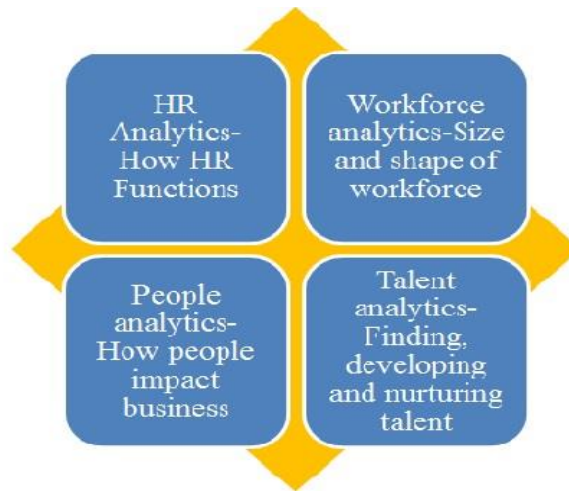 HR
Analytics-
How HR
Functions
Workforce
analytics-Size
and shape of
workforce
People
analytics-
How people
impact
business
Talent
analytics-
Finding,
developing
and nurturing
talent